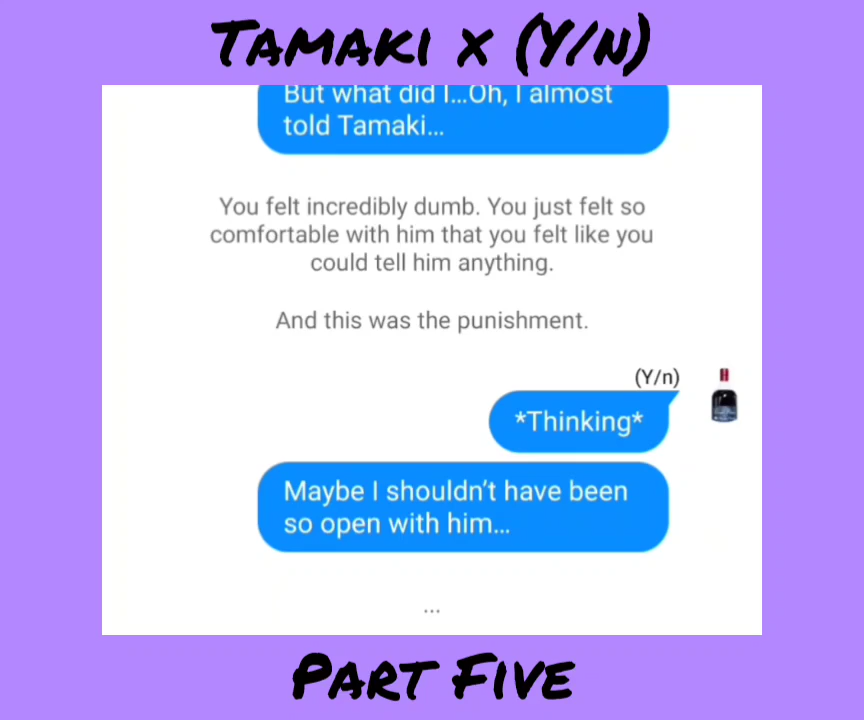 Tamaki x (Y/n)
But what did I...Oh, I almost
told Tamaki...
You felt incredibly dumb. You just felt so
comfortable with him that you felt like you
could tell him anything.
And this was the punishment.
(Y/n)
*Thinking*
Maybe I shouldn't have been
so open with him...
...
Part Five